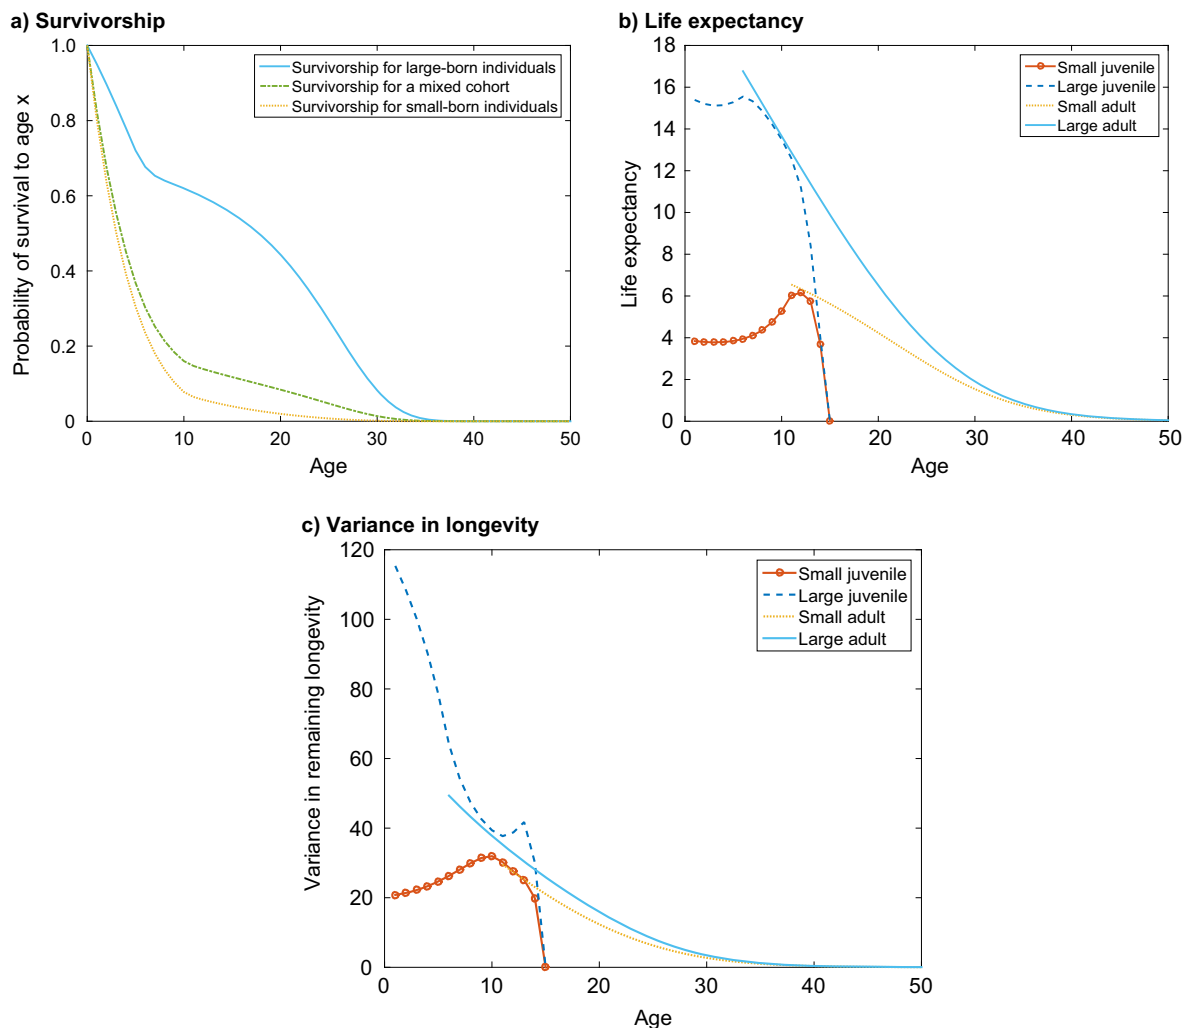 a) Survivorship
1.0
0.8
0.6
0.4
0.2
0
0 10 20 30 40 50
Probability of survival to age x
Age
Survivorship for large-born individuals
Survivorship for a mixed cohort
Survivorship for small-born individuals
b) Life expectancy
18
16
14
12
10
8
6
4
2
0
0 10 20 30 40 50
Life expectancy
Age
Small juvenile
Large juvenile
Small adult
Large adult
c) Variance in longevity
120
100
80
60
40
20
0
0 10 20 30 40 50
Variance in remaining longevity
Age
Small juvenile
Large juvenile
Small adult
Large adult